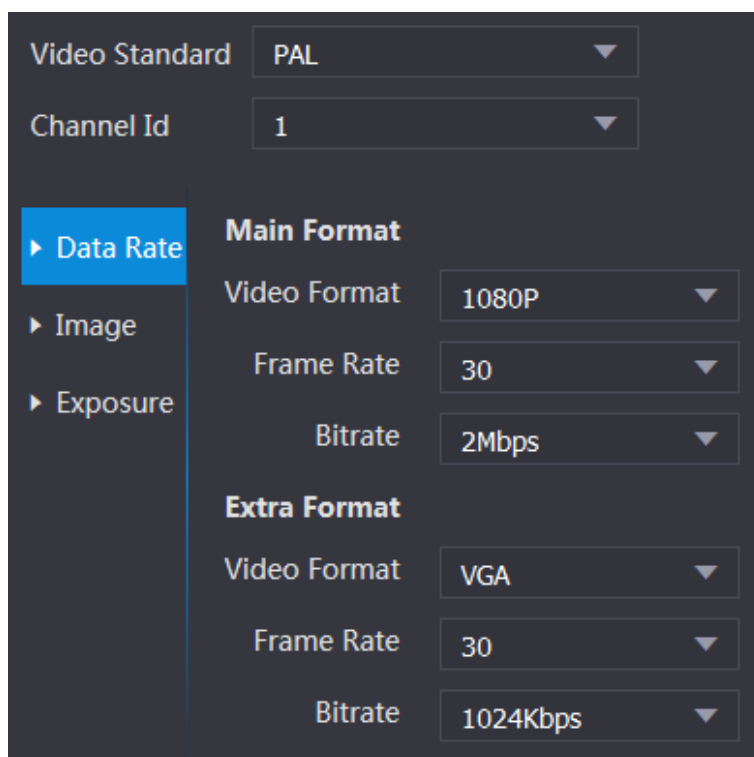 Video Standard PAL
Channel Id 1
Data Rate
Image
Exposure
Main Format
Video Format 1080P
Frame Rate 30
Bitrate 2Mbps
Extra Format
Video Format VGA
Frame Rate 30
Bitrate 1024Kbps